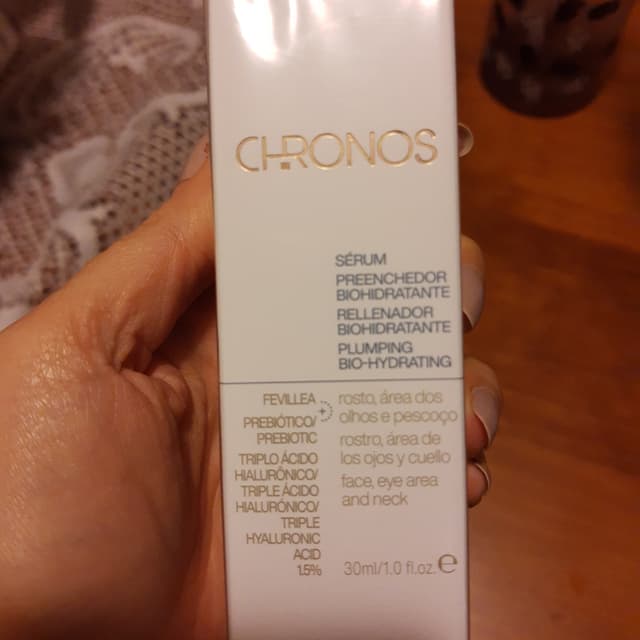 CHRONOS
SÉRUM
PREENCHEDOR
BIOHIDRATANTE
RELLENADOR
BIOHIDRATANTE
PLUMPING
BIO-HYDRATING
FEVILLEA
+
PREBIÓTICO/
PREBIOTIC
TRIPLO ÁCIDO
HIALURÔNICO/
TRIPLE ÁCIDO
HIALURÓNICO/
TRIPLE
HYALURONIC
ACID
1.5%
rosto, área dos
olhos e pescoço
rostro, área de
los ojos y cuello
face, eye area
and neck
30ml/1.0 fl.oz. e